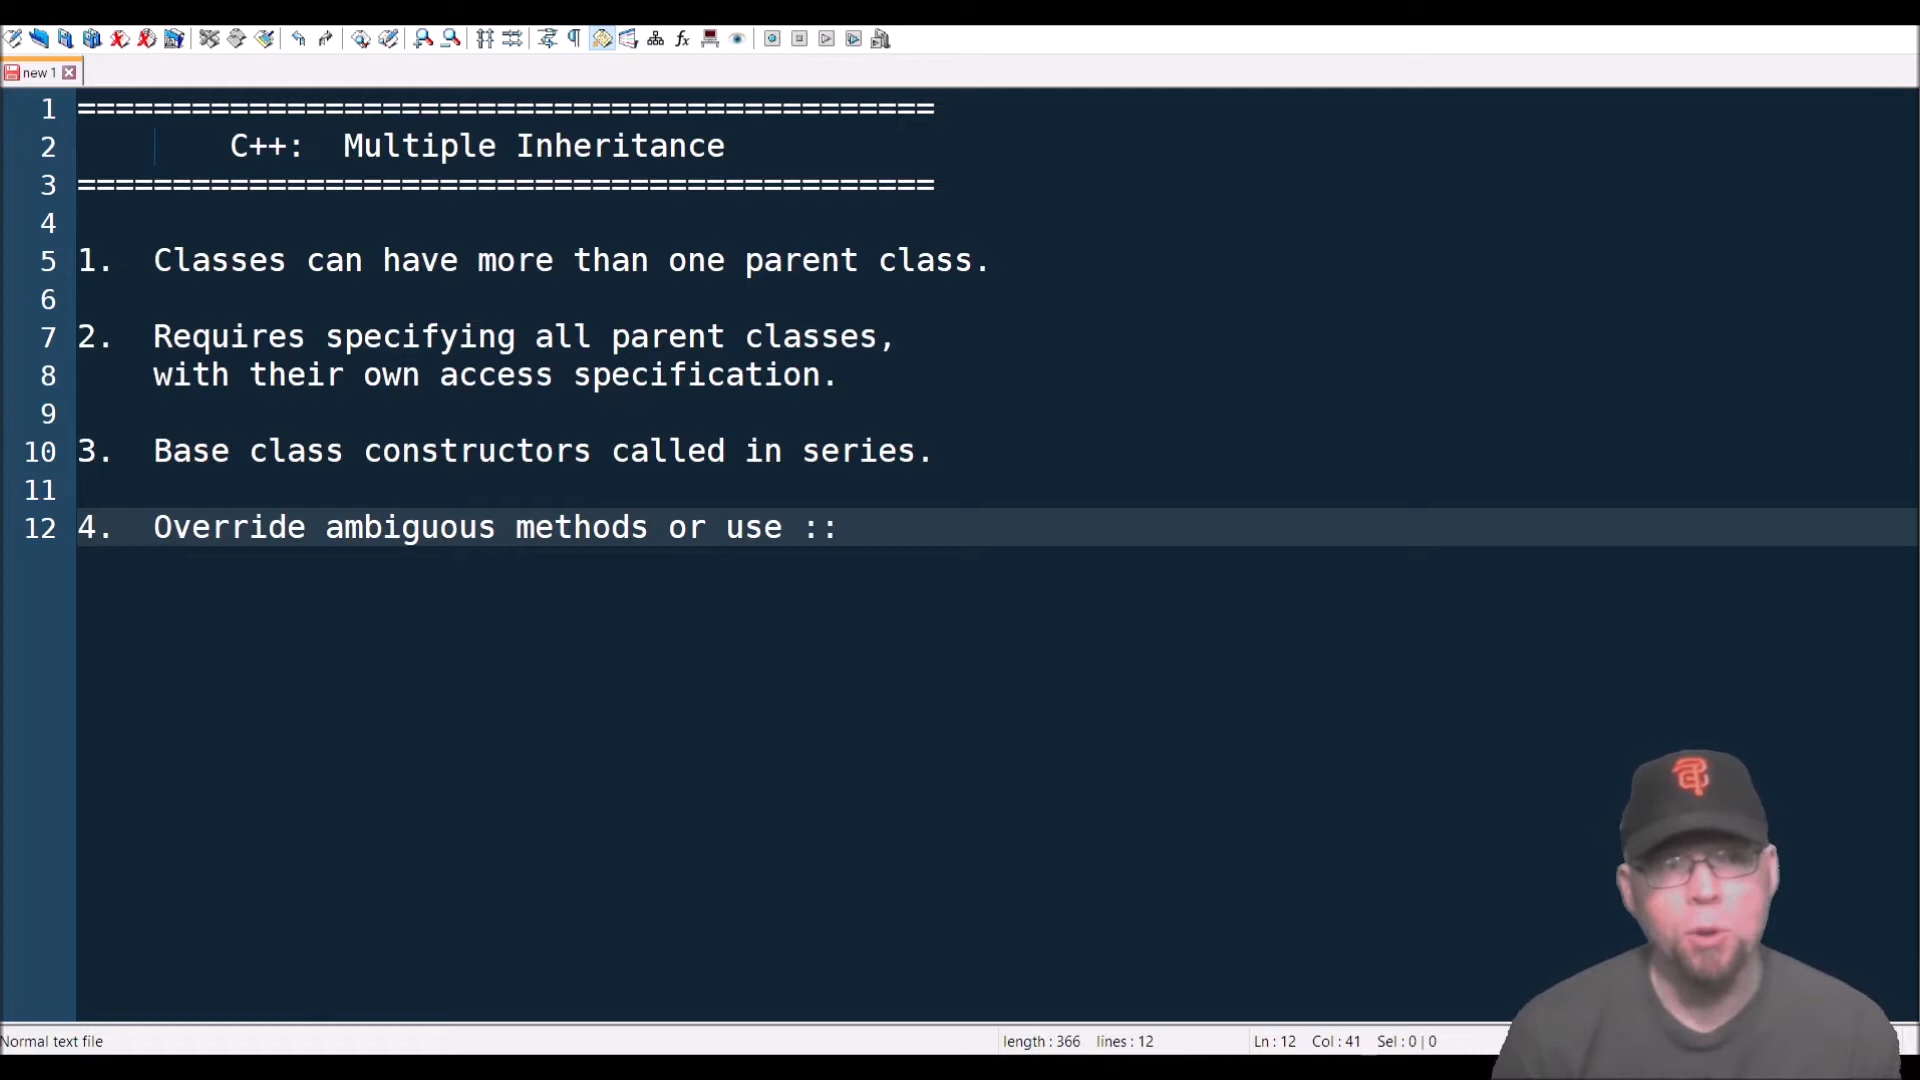 new 1
1 =============================================
2 C++: Multiple Inheritance
3 =============================================
4
5 1. Classes can have more than one parent class.
6
7 2. Requires specifying all parent classes,
8 with their own access specification.
9
10 3. Base class constructors called in series.
11
12 4. Override ambiguous methods or use ::
Normal text file length : 366 lines : 12 Ln : 12 Col : 41 Sel : 0 | 0